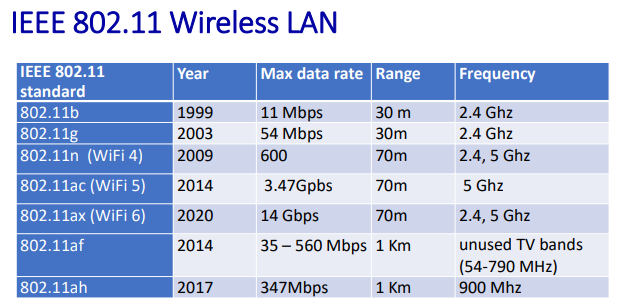 IEEE 802.11 Wireless LAN
IEEE 802.11 standard Year Max data rate Range Frequency
802.11b 1999 11 Mbps 30 m 2.4 Ghz
802.11g 2003 54 Mbps 30m 2.4 Ghz
802.11n (WiFi 4) 2009 600 70m 2.4, 5 Ghz
802.11ac (WiFi 5) 2014 3.47Gpbs 70m 5 Ghz
802.11ax (WiFi 6) 2020 14 Gbps 70m 2.4, 5 Ghz
802.11af 2014 35 – 560 Mbps 1 Km unused TV bands (54-790 MHz)
802.11ah 2017 347Mbps 1 Km 900 Mhz